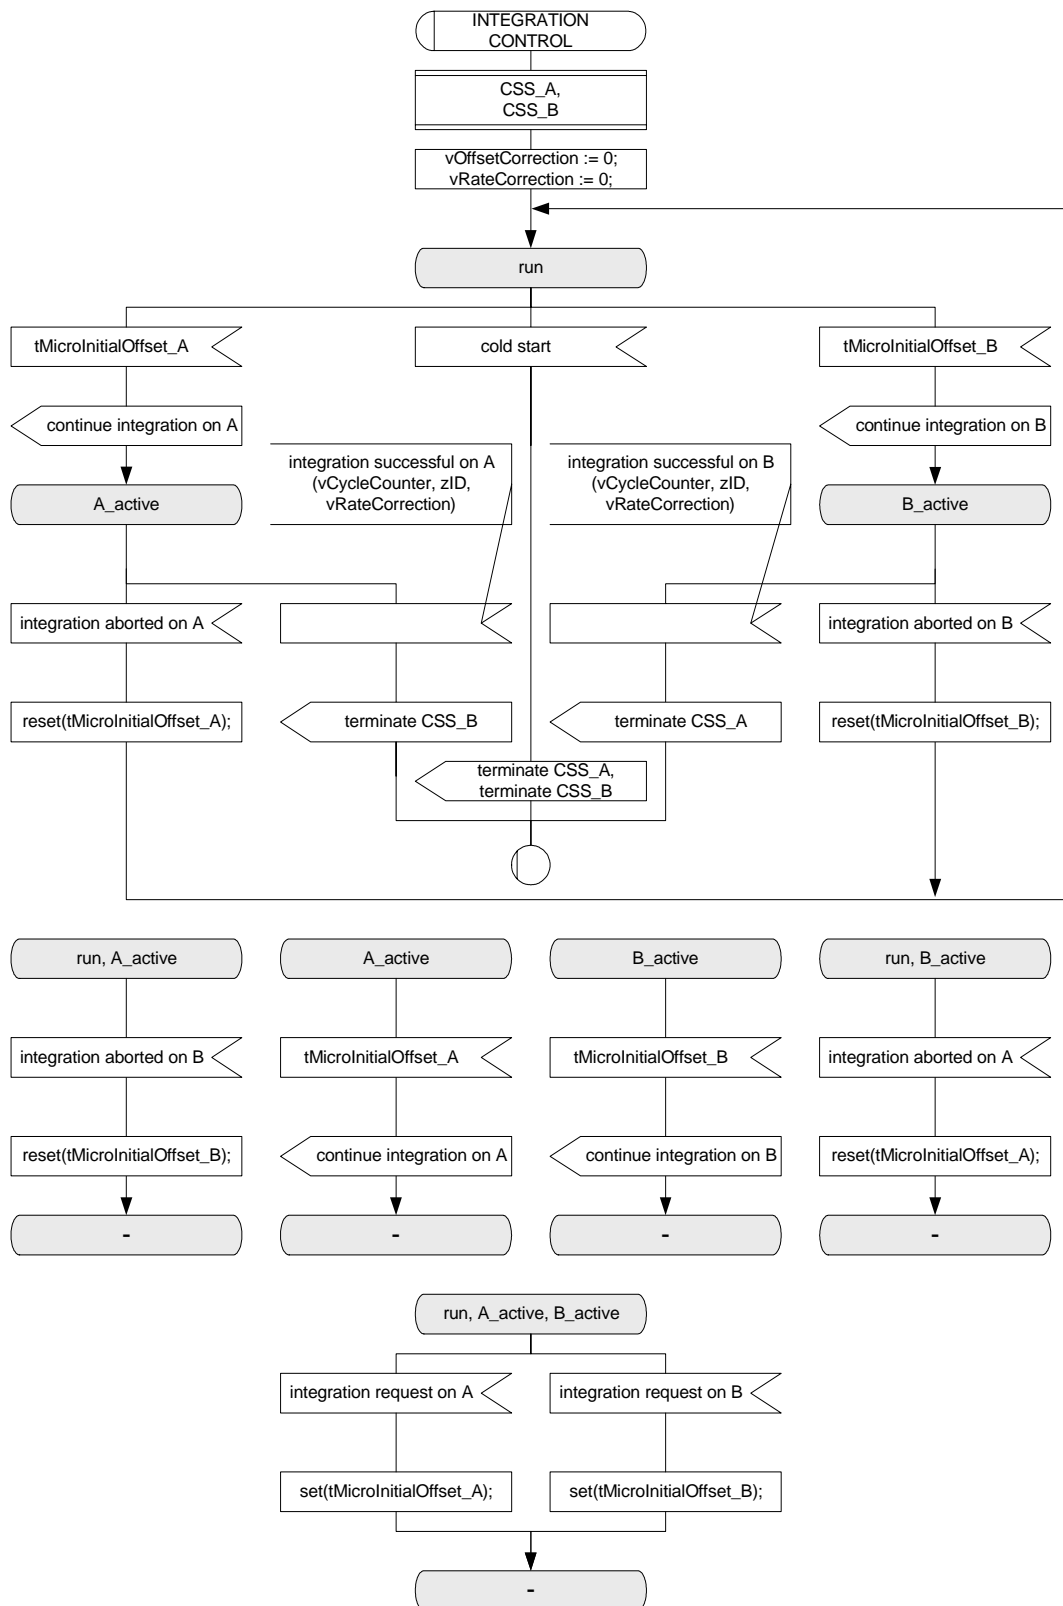 INTEGRATION
CONTROL
CSS_A,
CSS_B
vOffsetCorrection := 0;
vRateCorrection := 0;
run
tMicroInitialOffset_A
cold start
tMicroInitialOffset_B
continue integration on A
continue integration on B
integration successful on A
(vCycleCounter, zID,
vRateCorrection)
integration successful on B
(vCycleCounter, zID,
vRateCorrection)
A_active
B_active
integration aborted on A
integration aborted on B
reset(tMicroInitialOffset_A);
terminate CSS_B
terminate CSS_A
reset(tMicroInitialOffset_B);
terminate CSS_A,
terminate CSS_B
run, A_active
A_active
B_active
run, B_active
integration aborted on B
tMicroInitialOffset_A
tMicroInitialOffset_B
integration aborted on A
reset(tMicroInitialOffset_B);
continue integration on A
continue integration on B
reset(tMicroInitialOffset_A);
-
-
-
-
run, A_active, B_active
integration request on A
integration request on B
set(tMicroInitialOffset_A);
set(tMicroInitialOffset_B);
-